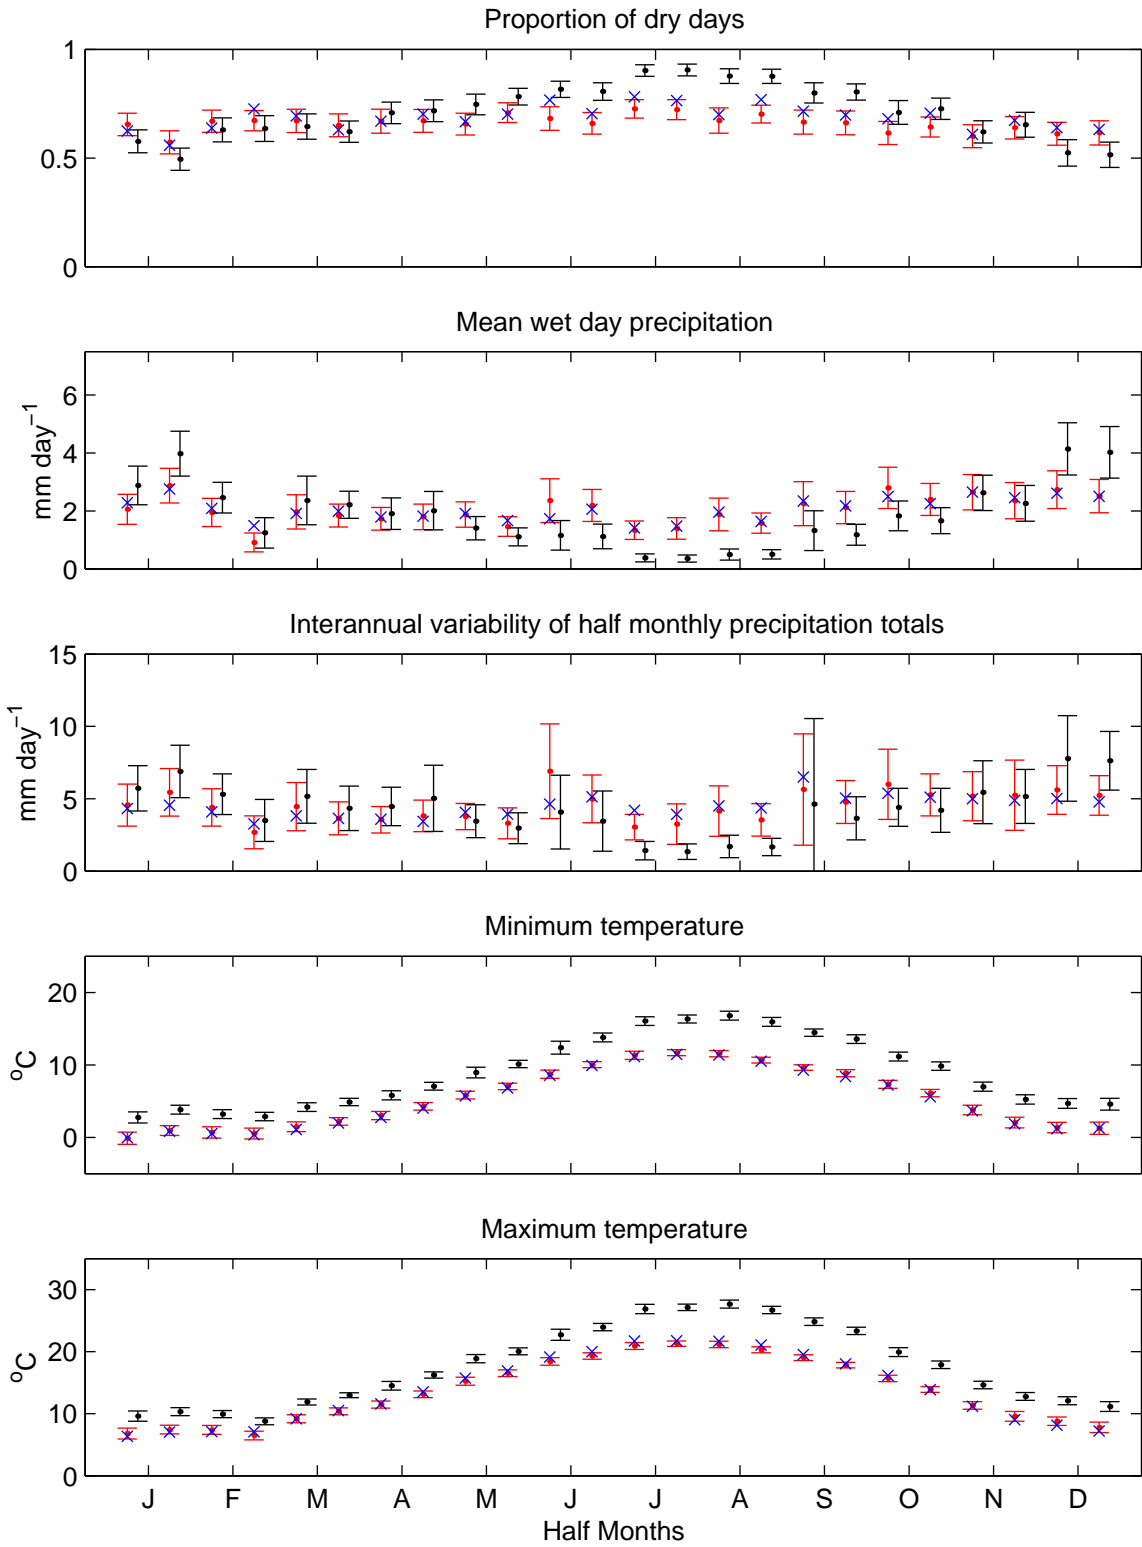 Proportion of dry days
1
0.5
0
Mean wet day precipitation
6
4
2
0
mm day⁻¹
Interannual variability of half monthly precipitation totals
15
10
5
0
mm day⁻¹
Minimum temperature
20
10
0
ºC
Maximum temperature
30
20
10
0
ºC
J F M A M J J A S O N D
Half Months